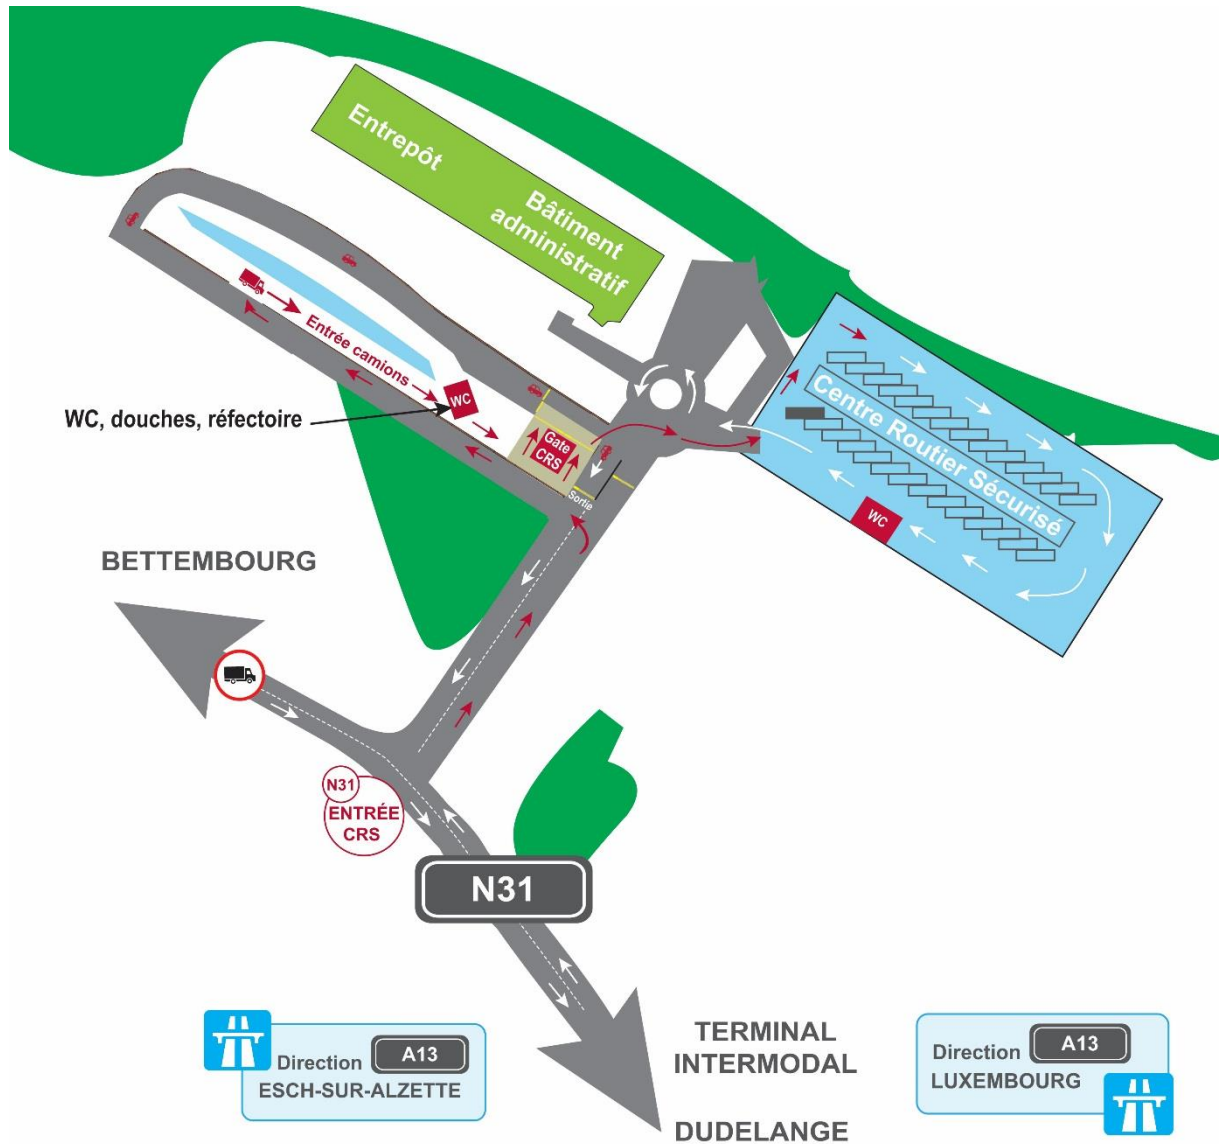 Entrepôt
Bâtiment
administratif
Entrée camions
WC
WC, douches, réfectoire
Gate
CRS
Sortie
Centre Routier Sécurisé
WC
BETTEMBOURG
N31
ENTRÉE
CRS
N31
TERMINAL
INTERMODAL
DUDELANGE
Direction A13
ESCH-SUR-ALZETTE
Direction A13
LUXEMBOURG